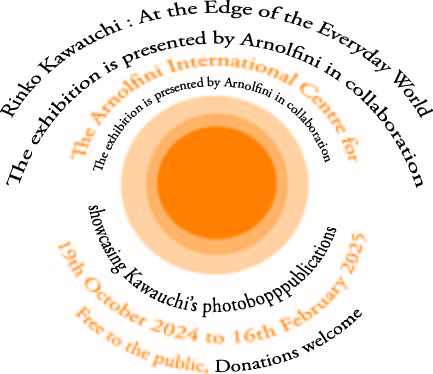 Rinko Kawauchi : At the Edge of the Everyday World
The exhibition is presented by Arnolfini in collaboration
The Arnolfini International Centre for
The exhibition is presented by Arnolfini in collaboration
showcasing Kawauchi's photobopppublications
19th October 2024 to 16th February 2025
Free to the public, Donations welcome